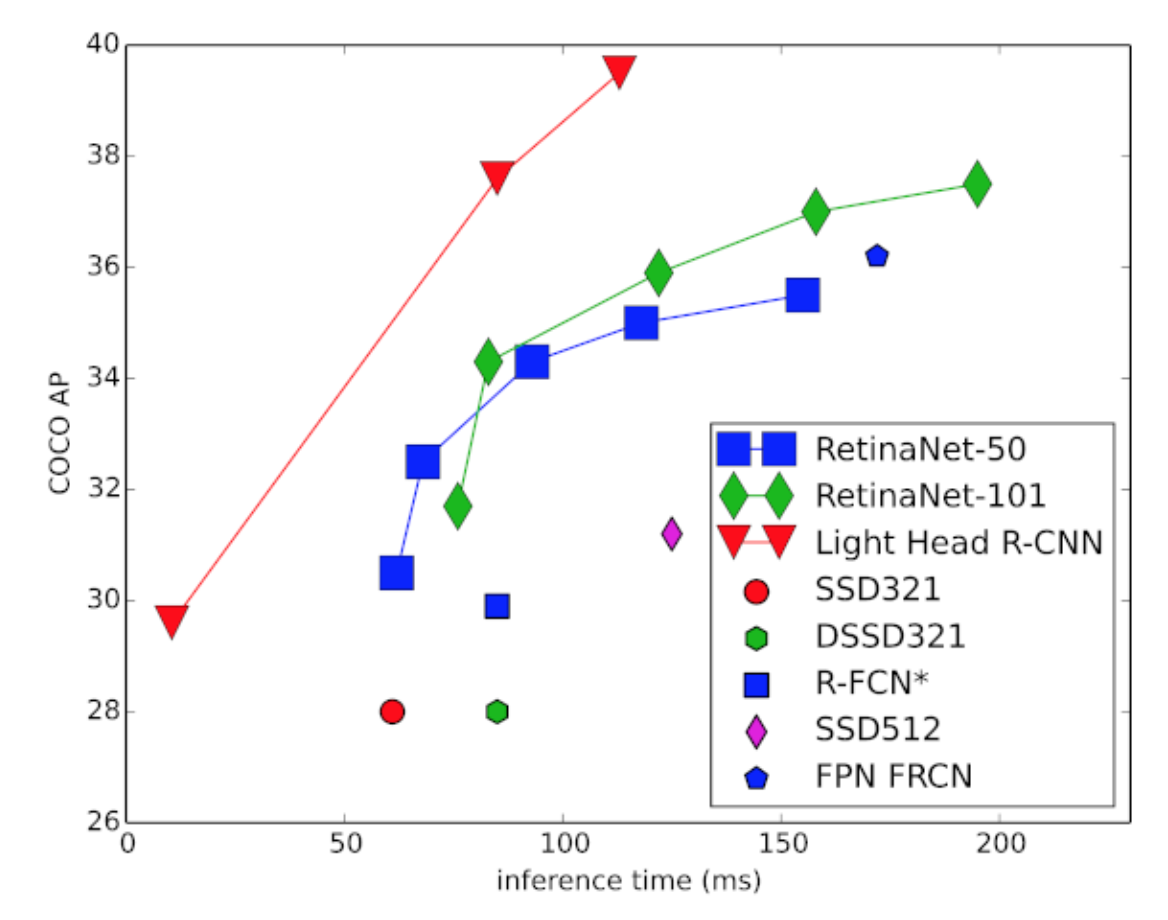 40
38
36
34
32
30
28
26
COCO AP
RetinaNet-50
RetinaNet-101
Light Head R-CNN
SSD321
DSSD321
R-FCN*
SSD512
FPN FRCN
0 50 100 150 200
inference time (ms)